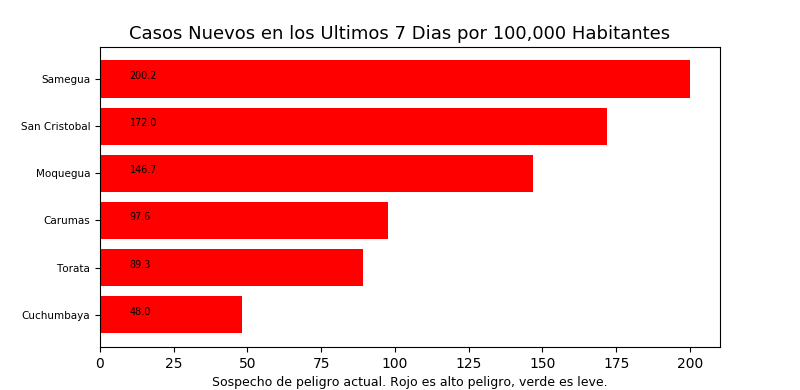 Casos Nuevos en los Ultimos 7 Dias por 100,000 Habitantes
Samegua 200.2
San Cristobal 172.0
Moquegua 146.7
Carumas 97.6
Torata 89.3
Cuchumbaya 48.0
0 25 50 75 100 125 150 175 200
Sospecho de peligro actual. Rojo es alto peligro, verde es leve.